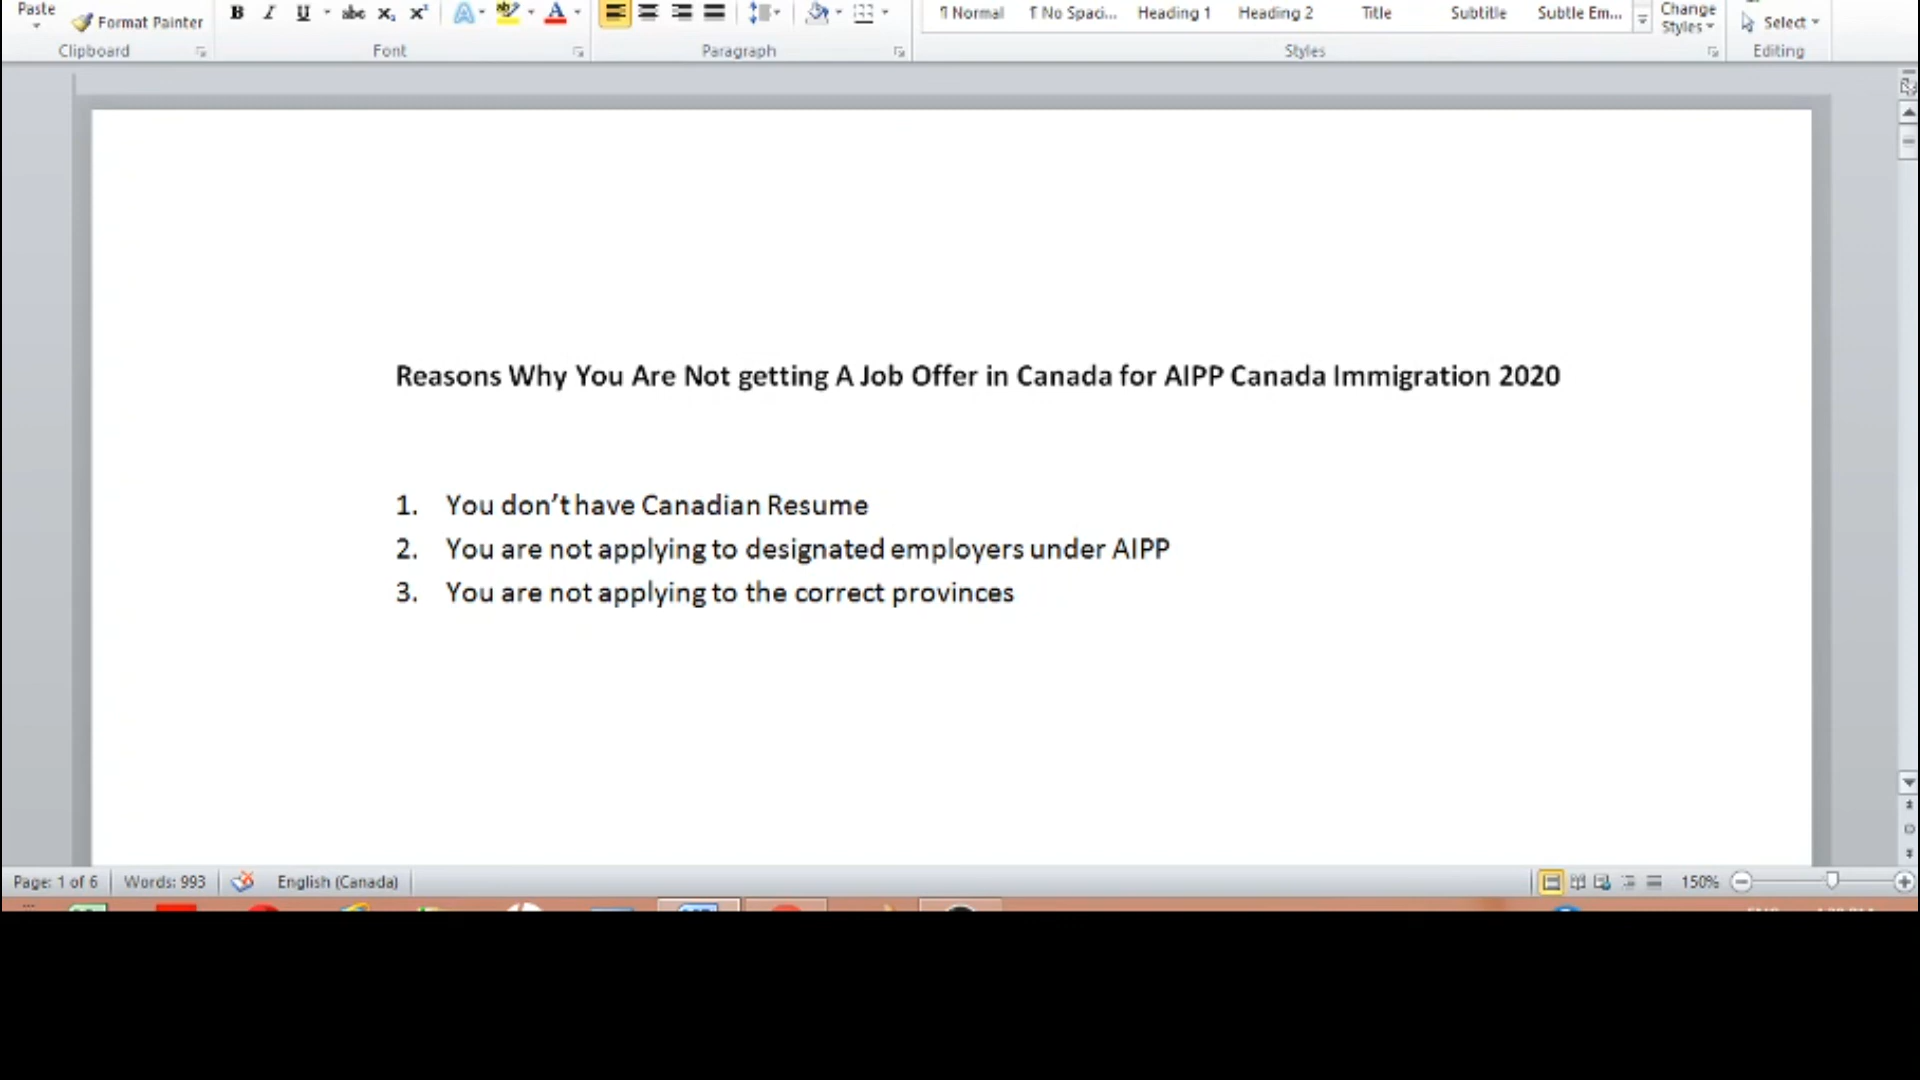 Paste
Format Painter
B I U abc X₂ X² A A
¶ Normal ¶ No Spaci... Heading 1 Heading 2 Title Subtitle Subtle Em... Change Styles
Select
Clipboard Font Paragraph Styles Editing
Reasons Why You Are Not getting A Job Offer in Canada for AIPP Canada Immigration 2020
1. You don’t have Canadian Resume
2. You are not applying to designated employers under AIPP
3. You are not applying to the correct provinces
Page: 1 of 6 Words: 993 English (Canada) 150%